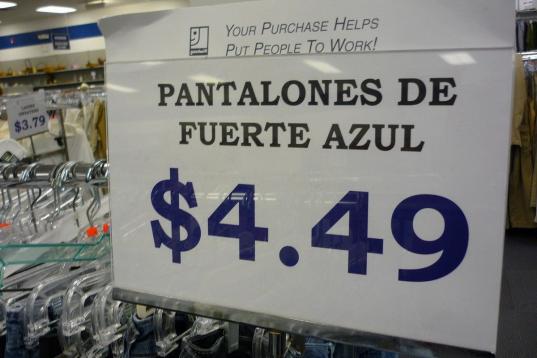 YOUR PURCHASE HELPS
PUT PEOPLE TO WORK!
PANTALONES DE
FUERTE AZUL
$4.49
$3.79